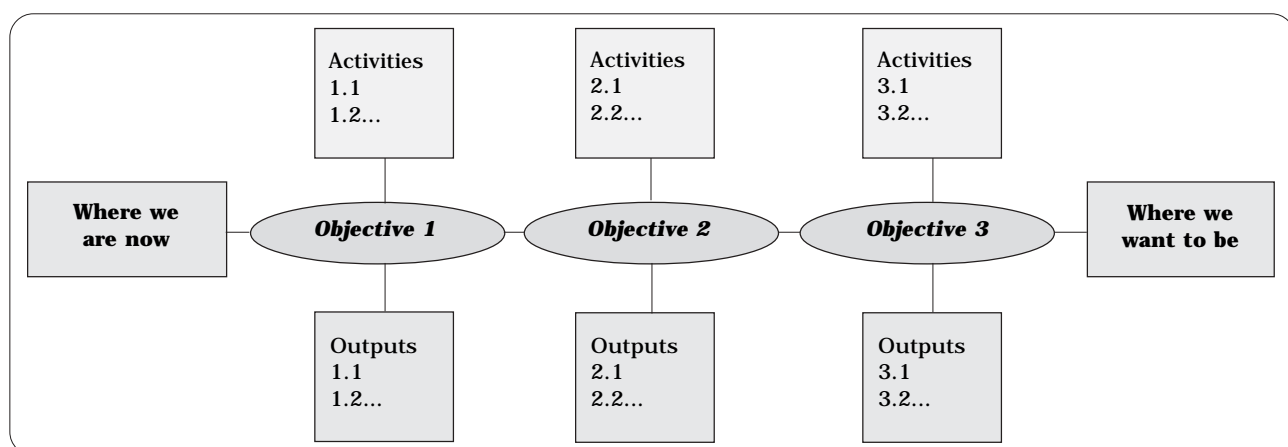 Activities
1.1
1.2...
Activities
2.1
2.2...
Activities
3.1
3.2...
Where we
are now
Objective 1
Objective 2
Objective 3
Where we
want to be
Outputs
1.1
1.2...
Outputs
2.1
2.2...
Outputs
3.1
3.2...